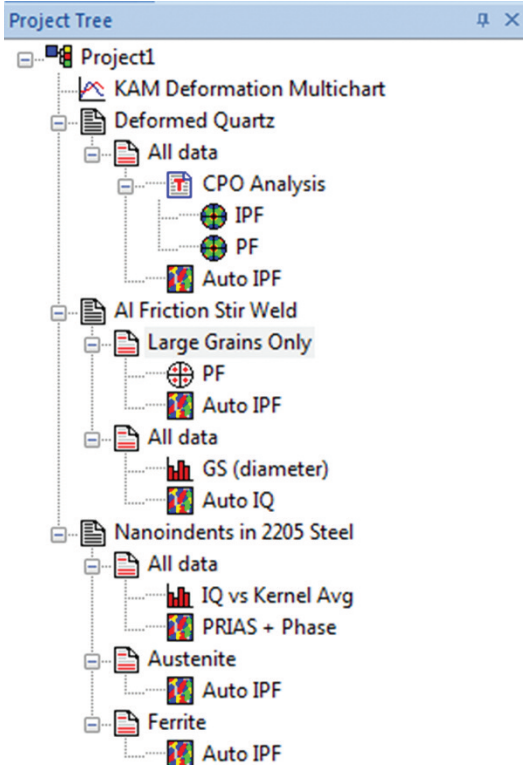 Project Tree
Project1
KAM Deformation Multichart
Deformed Quartz
All data
CPO Analysis
IPF
PF
Auto IPF
Al Friction Stir Weld
Large Grains Only
PF
Auto IPF
All data
GS (diameter)
Auto IQ
Nanoindents in 2205 Steel
All data
IQ vs Kernel Avg
PRIAS + Phase
Austenite
Auto IPF
Ferrite
Auto IPF